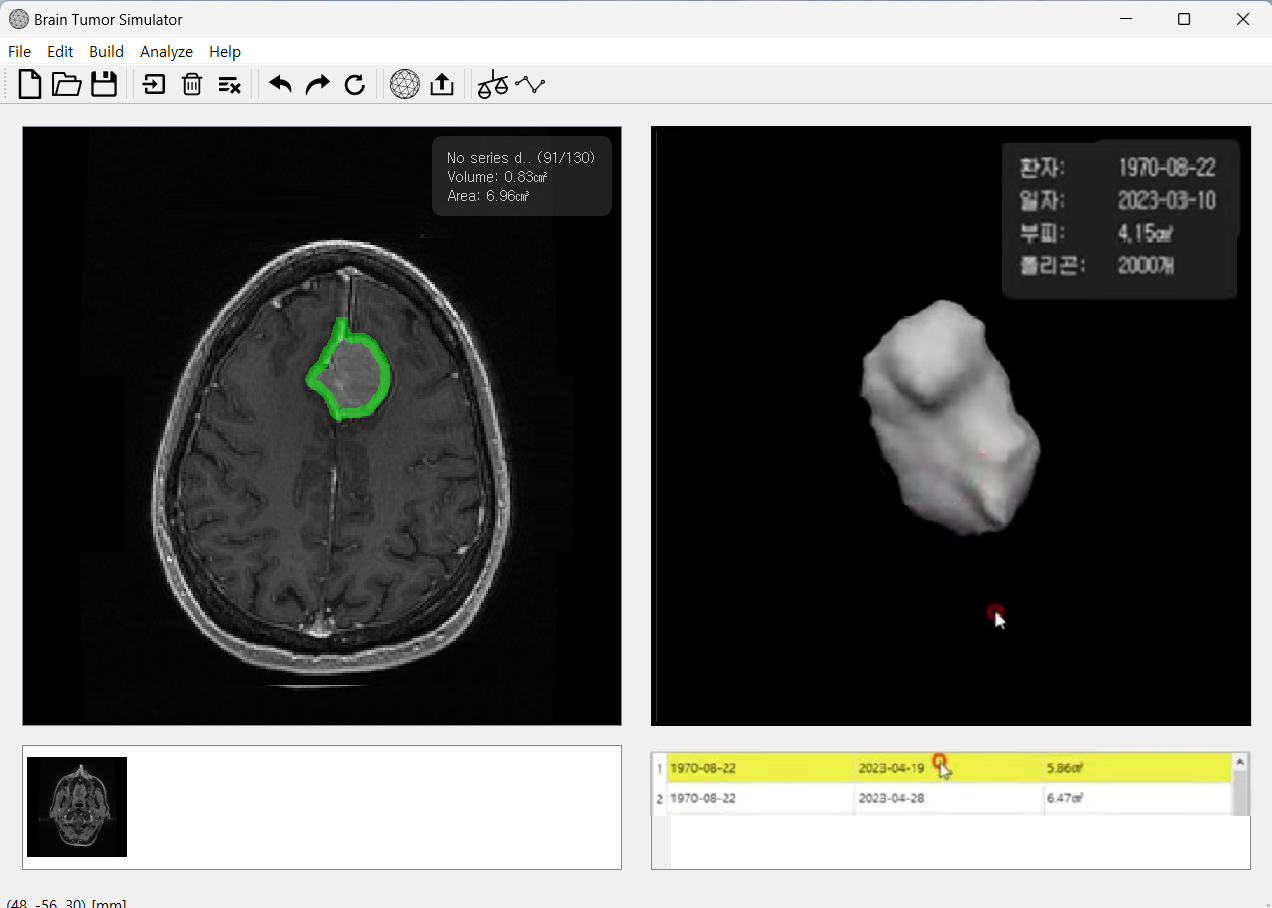 Brain Tumor Simulator
File Edit Build Analyze Help
No series d.. (91/130)
Volume: 0.83㎤
Area: 6.96㎠
환자: 1970-08-22
일자: 2023-03-10
부피: 4.15㎤
폴리곤: 2000개
1 1970-08-22 2023-04-19 5.86㎤
2 1970-08-22 2023-04-28 6.47㎤
(48, -56, 30) [mm]